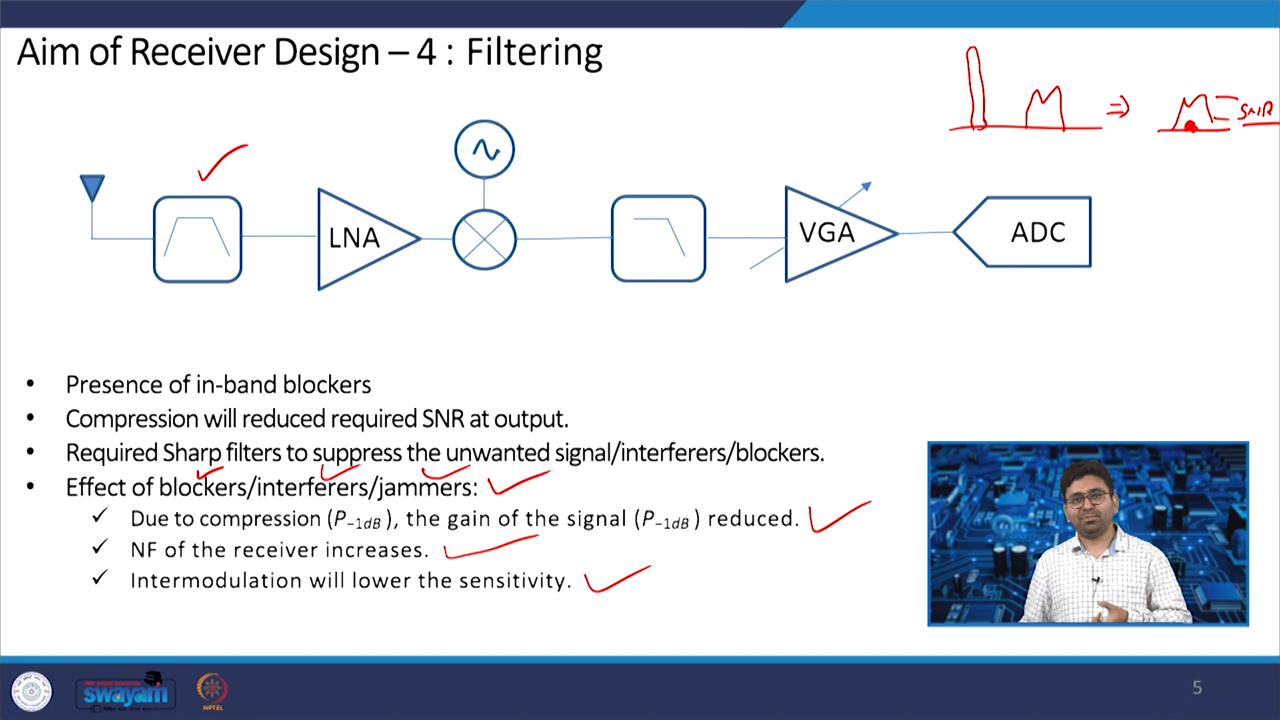 Aim of Receiver Design – 4 : Filtering
SNR
LNA
VGA
ADC
• Presence of in-band blockers
• Compression will reduced required SNR at output.
• Required Sharp filters to suppress the unwanted signal/interferers/blockers.
• Effect of blockers/interferers/jammers:
✓ Due to compression (P₋₁dB), the gain of the signal (P₋₁dB) reduced.
✓ NF of the receiver increases.
✓ Intermodulation will lower the sensitivity.
swayam
NPTEL
5